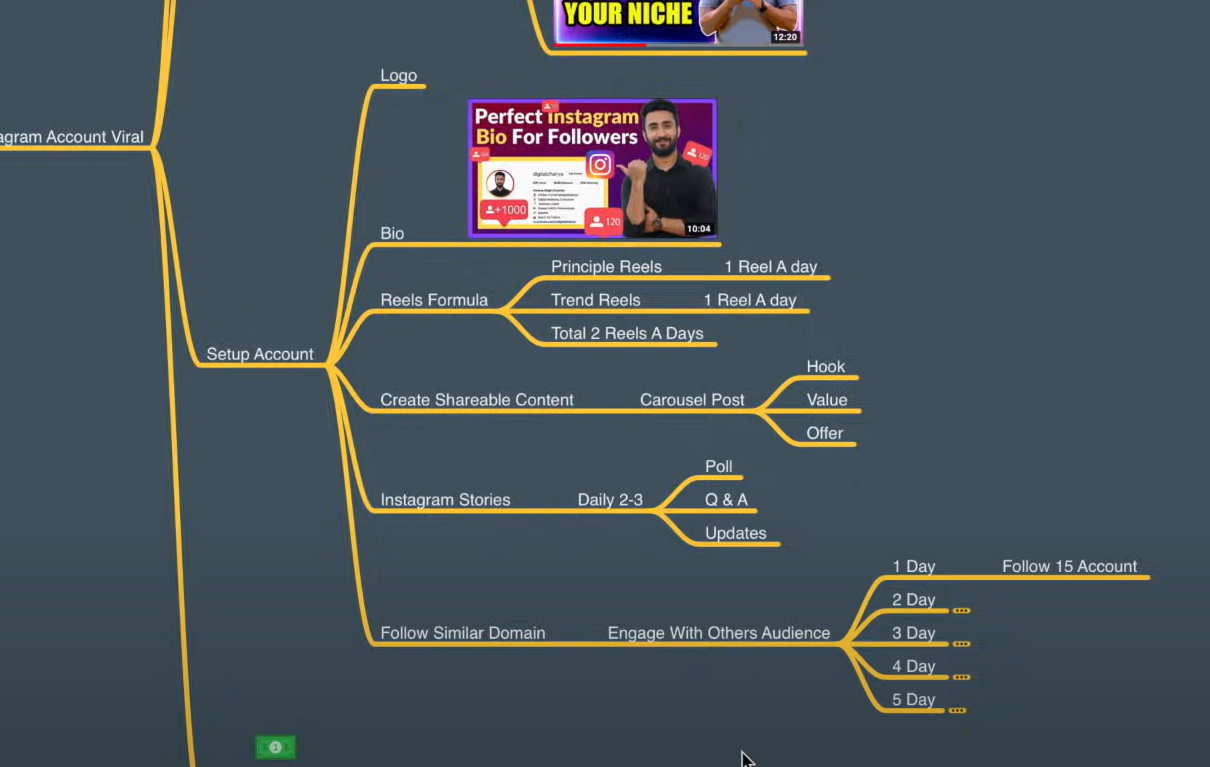 YOUR NICHE
12:20
Logo
agram Account Viral
Perfect Instagram
Bio For Followers
digitalcharya
+1000
120
120
10:04
Bio
Principle Reels 1 Reel A day
Reels Formula
Trend Reels 1 Reel A day
Total 2 Reels A Days
Setup Account
Hook
Create Shareable Content
Carousel Post
Value
Offer
Poll
Instagram Stories
Daily 2-3
Q & A
Updates
1 Day
Follow 15 Account
2 Day
Follow Similar Domain
Engage With Others Audience
3 Day
4 Day
5 Day
1